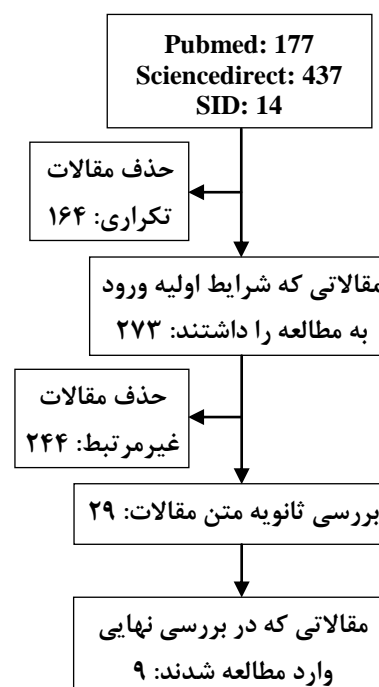 Pubmed: 177
Sciencedirect: 437
SID: 14
حذف مقالات
تکراری: ۱۶۴
مقالاتی که شرایط اولیه ورود
به مطالعه را داشتند: ۲۷۳
حذف مقالات
غیرمرتبط: ۲۴۴
بررسی ثانویه متن مقالات: ۲۹
مقالاتی که در بررسی نهایی
وارد مطالعه شدند: ۹